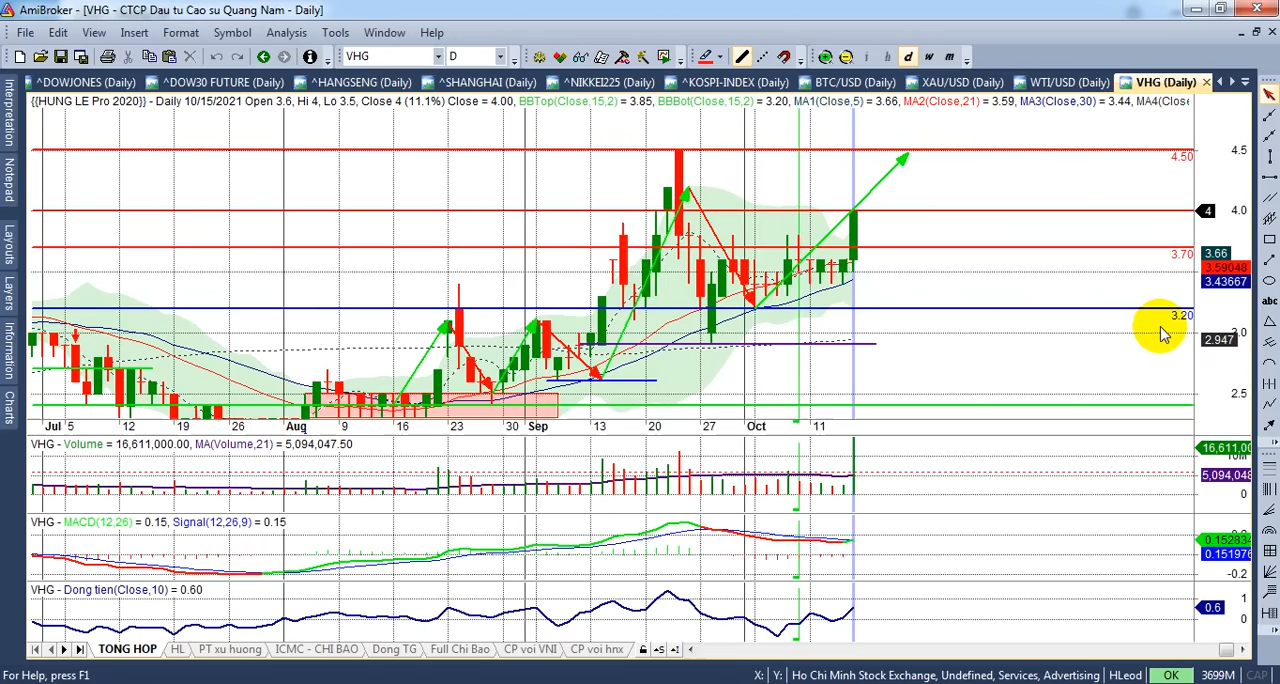 AmiBroker - [VHG - CTCP Dau tu Cao su Quang Nam - Daily]
File Edit View Insert Format Symbol Analysis Tools Window Help
VHG D i h d w m
^DOWJONES (Daily) ^DOW30 FUTURE (Daily) ^HANGSENG (Daily) ^SHANGHAI (Daily) ^NIKKEI225 (Daily) ^KOSPI-INDEX (Daily) BTC/USD (Daily) XAU/USD (Daily) WTI/USD (Daily) VHG (Daily)
{{HUNG LE Pro 2020}} - Daily 10/15/2021 Open 3.6, Hi 4, Lo 3.5, Close 4 (11.1%) Close = 4.00, BBTop(Close,15,2) = 3.85, BBBot(Close,15,2) = 3.20, MA1(Close,5) = 3.66, MA2(Close,21) = 3.59, MA3(Close,30) = 3.44, MA4(Close
Interpretation
Notepad
Layouts
Layers
Information
Charts
abc
4.50
4.5
4
4.0
3.70
3.66
3.59048
3.43667
3.20
3.0
2.947
2.5
Jul 5 12 19 26 Aug 9 16 23 30 Sep 13 20 27 Oct 11
VHG - Volume = 16,611,000.00, MA(Volume,21) = 5,094,047.50
16,611,00
5,094,048
0
VHG - MACD(12,26) = 0.15, Signal(12,26,9) = 0.15
0.152834
0.151976
-0.2
VHG - Dong tien(Close,10) = 0.60
1
0.6
0
TONG HOP HL PT xu huong ICMC - CHI BAO Dong TG Full Chi Bao CP voi VNI CP voi hnx
For Help, press F1 X: Y: Ho Chi Minh Stock Exchange, Undefined, Services, Advertising HLeod OK 3699M CAP